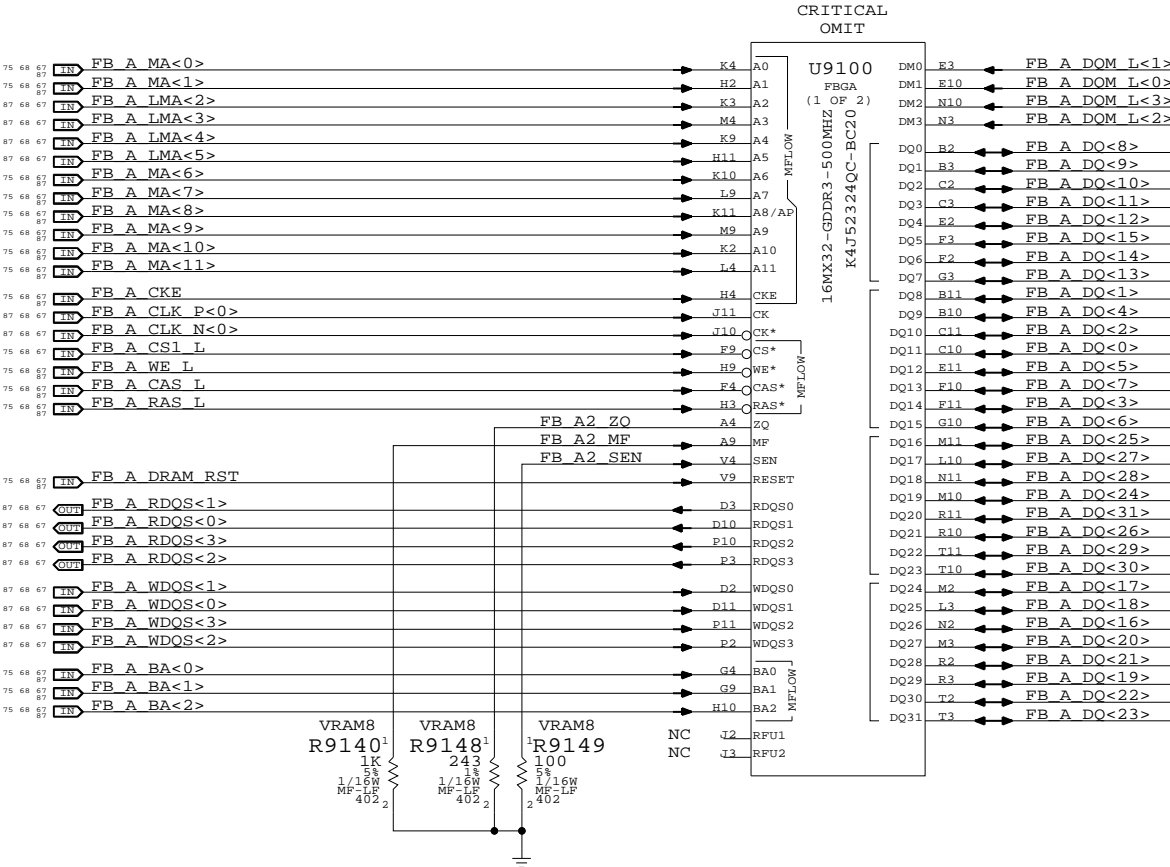 CRITICAL
OMIT
U9100
FBGA
(1 OF 2)
16MX32-GDDR3-500MHZ
K4J52324QC-BC20
MFLOW
MFLOW
MFLOW
75 68 67 87 IN FB_A_MA<0> K4 A0
75 68 67 87 IN FB_A_MA<1> H2 A1
87 68 67 IN FB_A_LMA<2> K3 A2
87 68 67 IN FB_A_LMA<3> M4 A3
87 68 67 IN FB_A_LMA<4> K9 A4
87 68 67 IN FB_A_LMA<5> H11 A5
75 68 67 87 IN FB_A_MA<6> K10 A6
75 68 67 87 IN FB_A_MA<7> L9 A7
75 68 67 87 IN FB_A_MA<8> K11 A8/AP
75 68 67 87 IN FB_A_MA<9> M9 A9
75 68 67 87 IN FB_A_MA<10> K2 A10
75 68 67 87 IN FB_A_MA<11> L4 A11
75 68 67 87 IN FB_A_CKE H4 CKE
87 68 67 IN FB_A_CLK_P<0> J11 CK
87 68 67 IN FB_A_CLK_N<0> J10 CK*
75 68 67 IN FB_A_CS1_L F9 CS*
75 68 67 87 IN FB_A_WE_L H9 WE*
75 68 67 87 IN FB_A_CAS_L F4 CAS*
75 68 67 87 IN FB_A_RAS_L H3 RAS*
FB_A2_ZQ A4 ZQ
FB_A2_MF A9 MF
FB_A2_SEN V4 SEN
75 68 67 87 IN FB_A_DRAM_RST V9 RESET
87 68 67 OUT FB_A_RDQS<1> D3 RDQS0
87 68 67 OUT FB_A_RDQS<0> D10 RDQS1
87 68 67 OUT FB_A_RDQS<3> P10 RDQS2
87 68 67 OUT FB_A_RDQS<2> P3 RDQS3
87 68 67 IN FB_A_WDQS<1> D2 WDQS0
87 68 67 IN FB_A_WDQS<0> D11 WDQS1
87 68 67 IN FB_A_WDQS<3> P11 WDQS2
87 68 67 IN FB_A_WDQS<2> P2 WDQS3
75 68 67 87 IN FB_A_BA<0> G4 BA0
75 68 67 87 IN FB_A_BA<1> G9 BA1
75 68 67 87 IN FB_A_BA<2> H10 BA2
NC J2 RFU1
NC J3 RFU2
DM0 E3 FB_A_DQM_L<1>
DM1 E10 FB_A_DQM_L<0>
DM2 N10 FB_A_DQM_L<3>
DM3 N3 FB_A_DQM_L<2>
DQ0 B2 FB_A_DQ<8>
DQ1 B3 FB_A_DQ<9>
DQ2 C2 FB_A_DQ<10>
DQ3 C3 FB_A_DQ<11>
DQ4 E2 FB_A_DQ<12>
DQ5 F3 FB_A_DQ<15>
DQ6 F2 FB_A_DQ<14>
DQ7 G3 FB_A_DQ<13>
DQ8 B11 FB_A_DQ<1>
DQ9 B10 FB_A_DQ<4>
DQ10 C11 FB_A_DQ<2>
DQ11 C10 FB_A_DQ<0>
DQ12 E11 FB_A_DQ<5>
DQ13 F10 FB_A_DQ<7>
DQ14 F11 FB_A_DQ<3>
DQ15 G10 FB_A_DQ<6>
DQ16 M11 FB_A_DQ<25>
DQ17 L10 FB_A_DQ<27>
DQ18 N11 FB_A_DQ<28>
DQ19 M10 FB_A_DQ<24>
DQ20 R11 FB_A_DQ<31>
DQ21 R10 FB_A_DQ<26>
DQ22 T11 FB_A_DQ<29>
DQ23 T10 FB_A_DQ<30>
DQ24 M2 FB_A_DQ<17>
DQ25 L3 FB_A_DQ<18>
DQ26 N2 FB_A_DQ<16>
DQ27 M3 FB_A_DQ<20>
DQ28 R2 FB_A_DQ<21>
DQ29 R3 FB_A_DQ<19>
DQ30 T2 FB_A_DQ<22>
DQ31 T3 FB_A_DQ<23>
VRAM8
R9140 1
1K
5%
1/16W
MF-LF
402 2
VRAM8
R9148 1
243
1%
1/16W
MF-LF
402 2
VRAM8
1 R9149
100
5%
1/16W
MF-LF
2 402